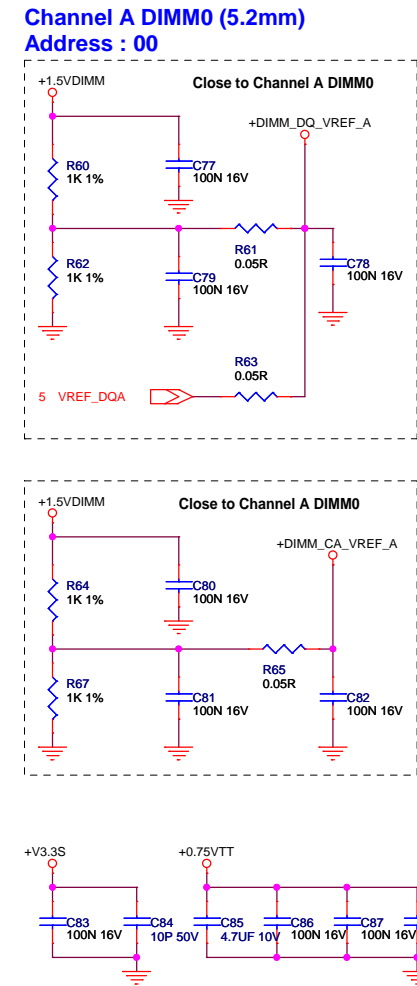 Channel A DIMM0 (5.2mm)
Address : 00
+1.5VDIMM
Close to Channel A DIMM0
+DIMM_DQ_VREF_A
R60
1K 1%
C77
100N 16V
R62
1K 1%
C79
100N 16V
R61
0.05R
C78
100N 16V
R63
0.05R
5 VREF_DQA
+1.5VDIMM
Close to Channel A DIMM0
+DIMM_CA_VREF_A
R64
1K 1%
C80
100N 16V
R65
0.05R
R67
1K 1%
C81
100N 16V
C82
100N 16V
+V3.3S
+0.75VTT
C83
100N 16V
C84
10P 50V
C85
4.7UF 10V
C86
100N 16V
C87
100N 16V